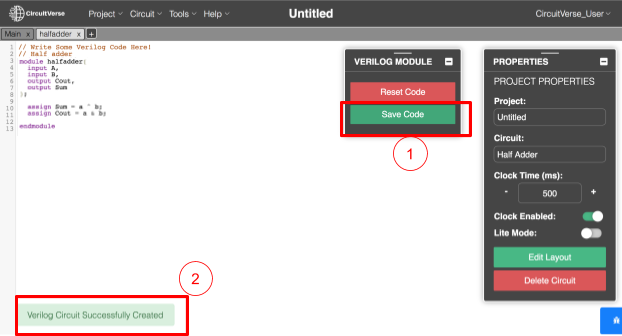 CircuitVerse Project Circuit Tools Help Untitled CircuitVerse_User
Main x halfadder x +
1 // Write Some Verilog Code Here!
2 // Half adder
3 module halfadder(
4 input A,
5 input B,
6 output Cout,
7 output Sum
8 );
9
10 assign Sum = a ^ b;
11 assign Cout = a & b;
12
13 endmodule
VERILOG MODULE
Reset Code
Save Code
1
PROPERTIES
PROJECT PROPERTIES
Project:
Untitled
Circuit:
Half Adder
Clock Time (ms):
- 500 +
Clock Enabled:
Lite Mode:
Edit Layout
Delete Circuit
2
Verilog Circuit Successfully Created